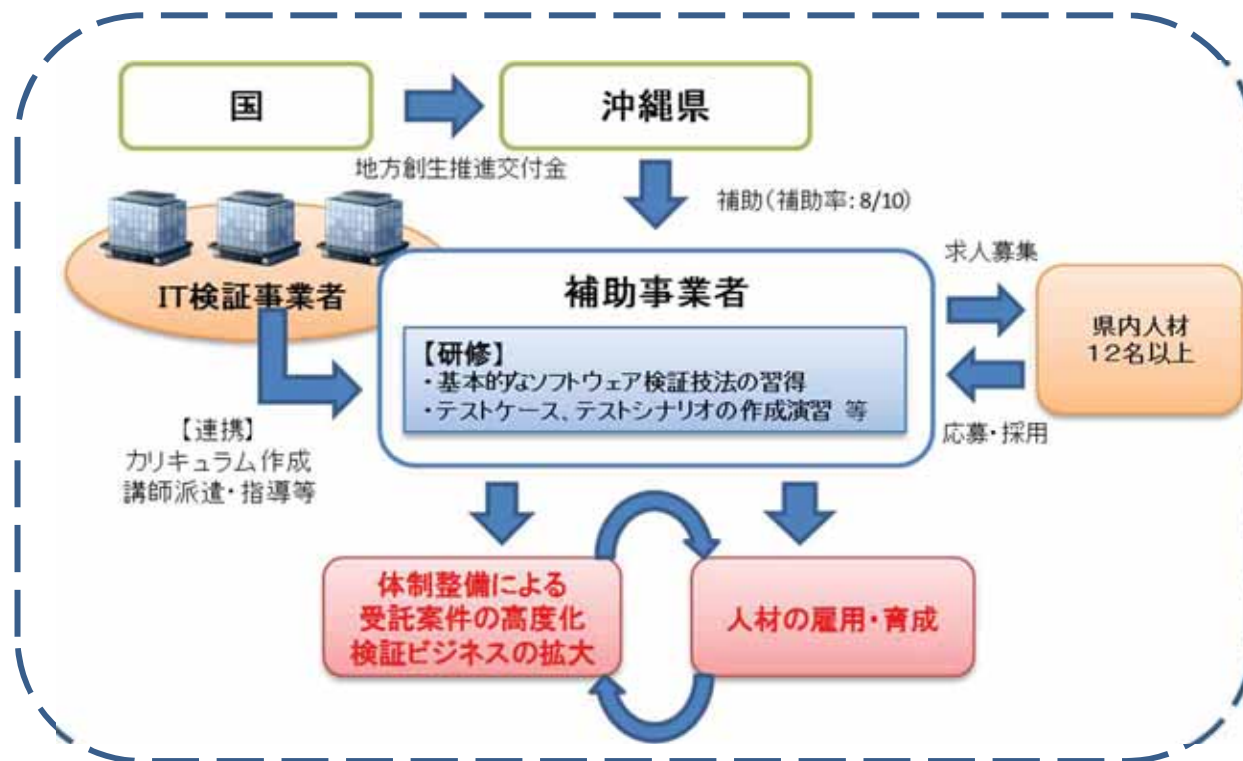 国
沖縄県
地方創生推進交付金
補助(補助率:8/10)
IT検証事業者
補助事業者
【研修】
・基本的なソフトウェア検証技法の習得
・テストケース、テストシナリオの作成演習 等
求人募集
県内人材
12名以上
応募・採用
【連携】
カリキュラム作成
講師派遣・指導等
体制整備による
受託案件の高度化
検証ビジネスの拡大
人材の雇用・育成